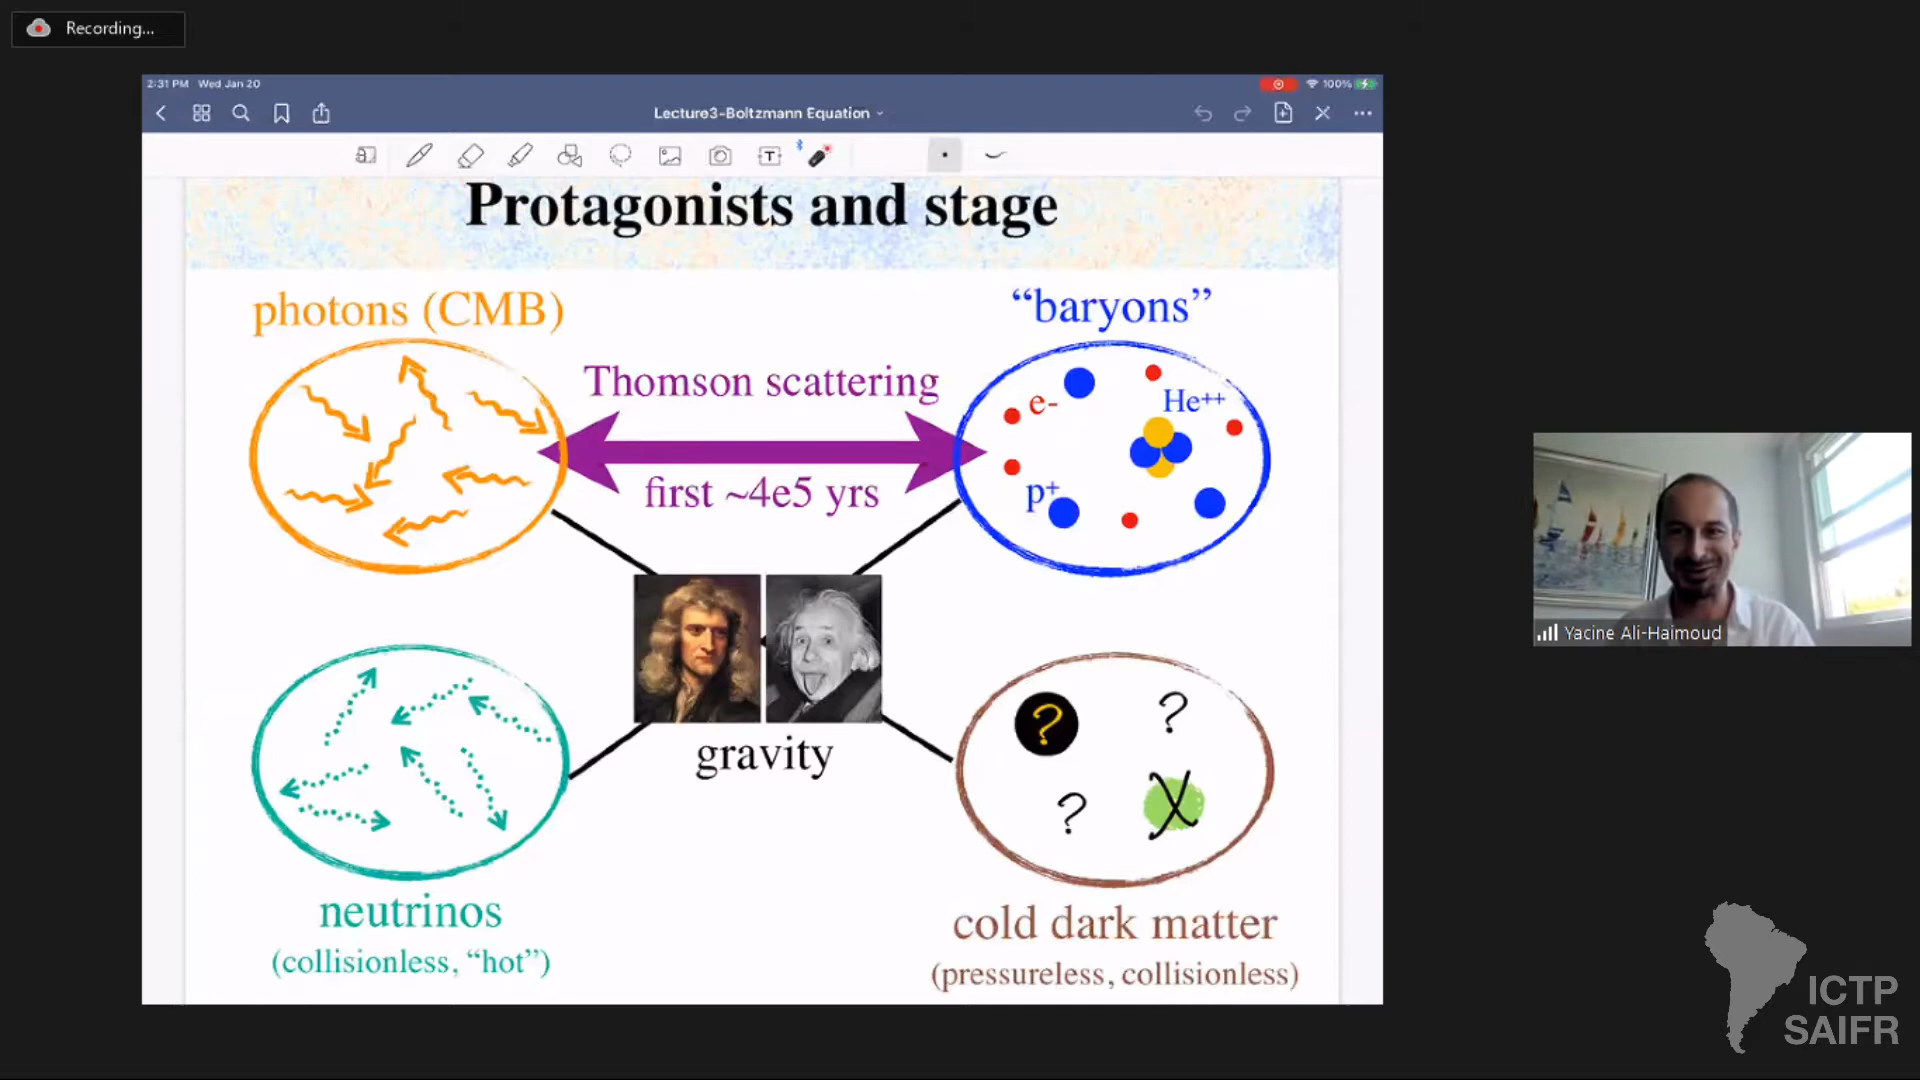 Recording...
2:31 PM Wed Jan 20
100%
Lecture3-Boltzmann Equation
T
Protagonists and stage
photons (CMB)
“baryons”
Thomson scattering
first ~4e5 yrs
e-
He++
p+
gravity
?
?
?
X
neutrinos
(collisionless, “hot”)
cold dark matter
(pressureless, collisionless)
Yacine Ali-Haimoud
ICTP
SAIFR